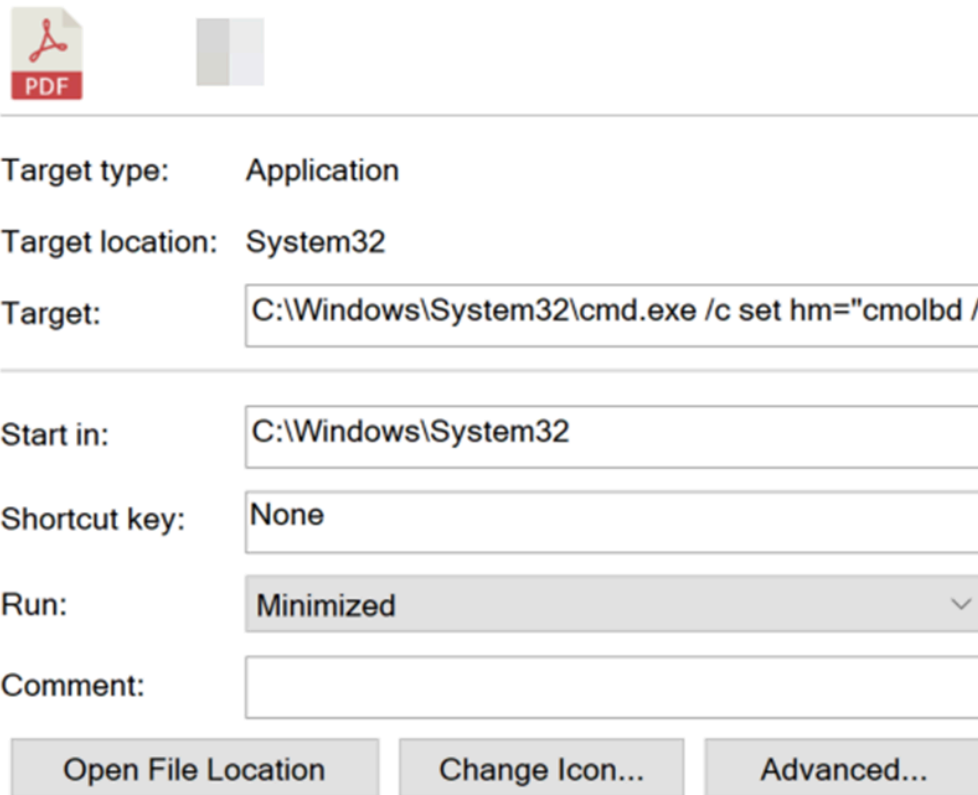 PDF
Target type: Application
Target location: System32
Target: C:\Windows\System32\cmd.exe /c set hm="cmolbd /
Start in: C:\Windows\System32
Shortcut key: None
Run: Minimized
Comment:
Open File Location Change Icon... Advanced...